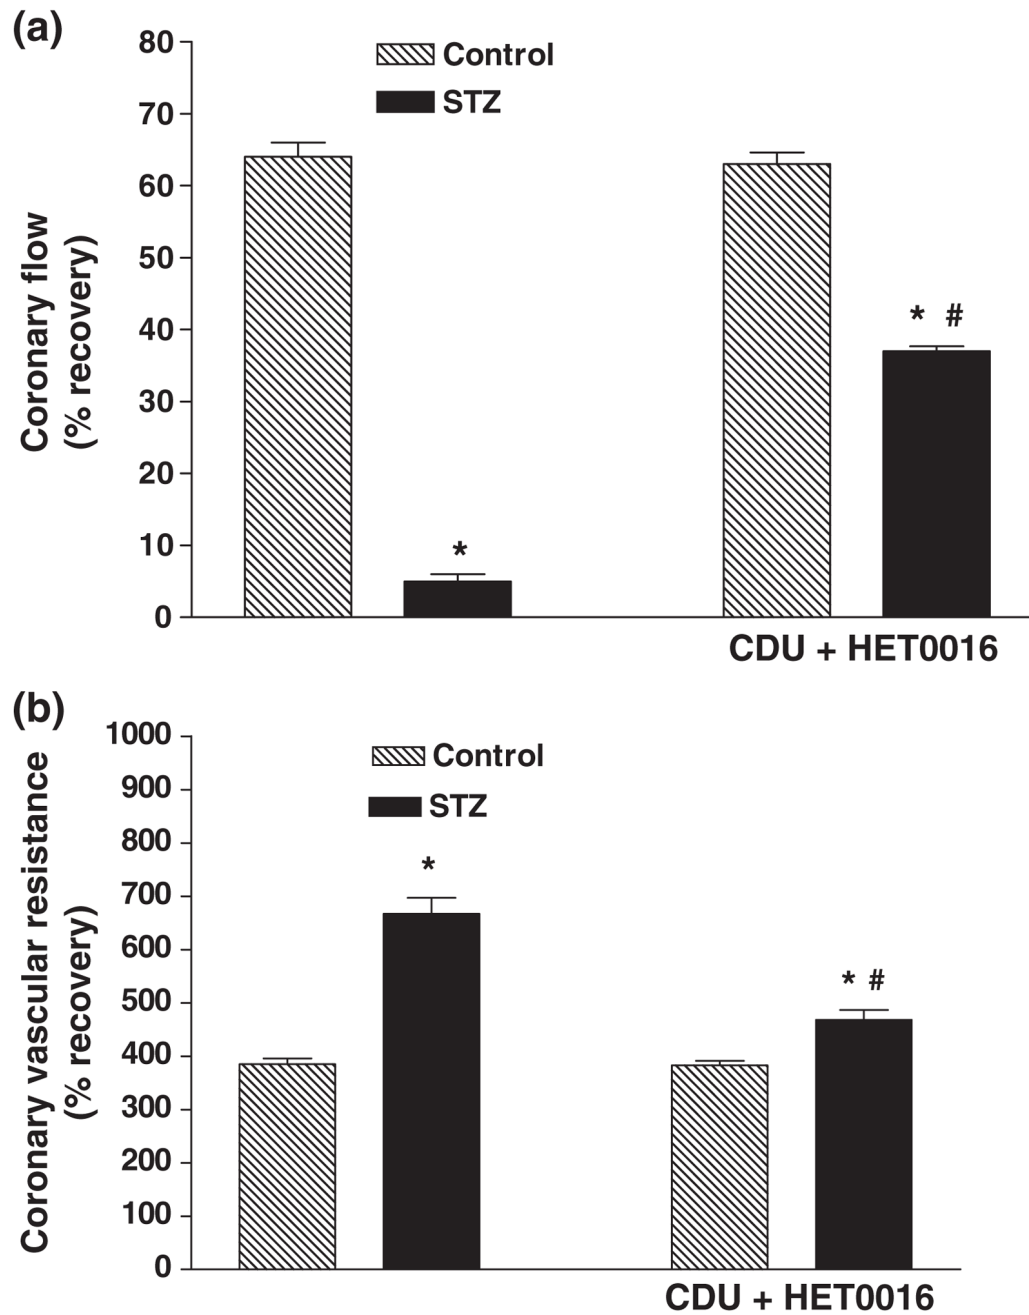 (a)
Control
STZ
80
70
60
50
40
30
20
10
0
Coronary flow
(% recovery)
*
* #
CDU + HET0016
(b)
Control
STZ
1000
900
800
700
600
500
400
300
200
100
0
Coronary vascular resistance
(% recovery)
*
* #
CDU + HET0016